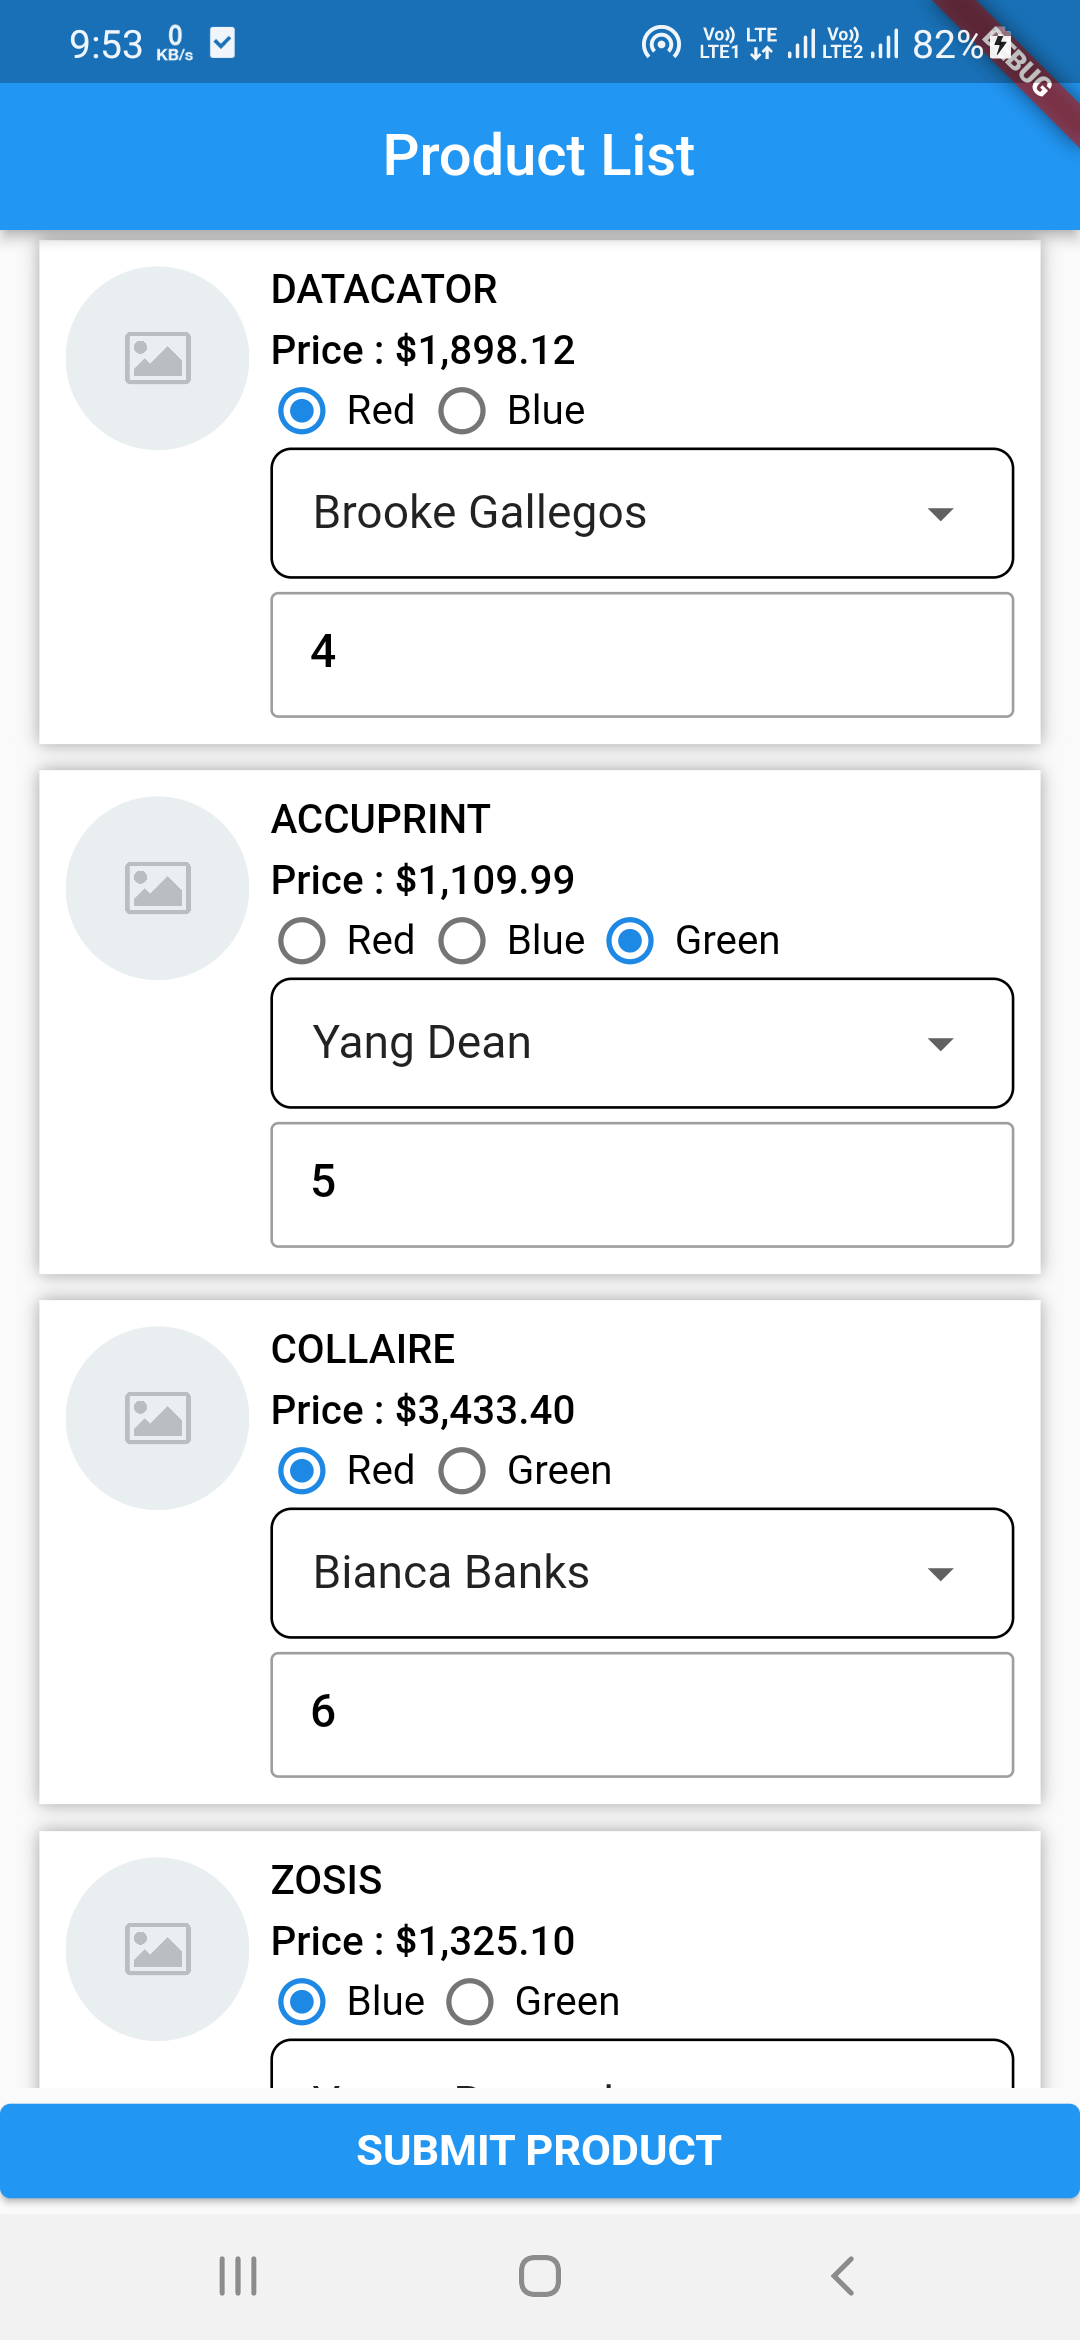 9:53 0 KB/s Vo)) LTE1 LTE Vo)) LTE2 82%
DEBUG
Product List
DATACATOR
Price : $1,898.12
Red Blue
Brooke Gallegos
4
ACCUPRINT
Price : $1,109.99
Red Blue Green
Yang Dean
5
COLLAIRE
Price : $3,433.40
Red Green
Bianca Banks
6
ZOSIS
Price : $1,325.10
Blue Green
SUBMIT PRODUCT